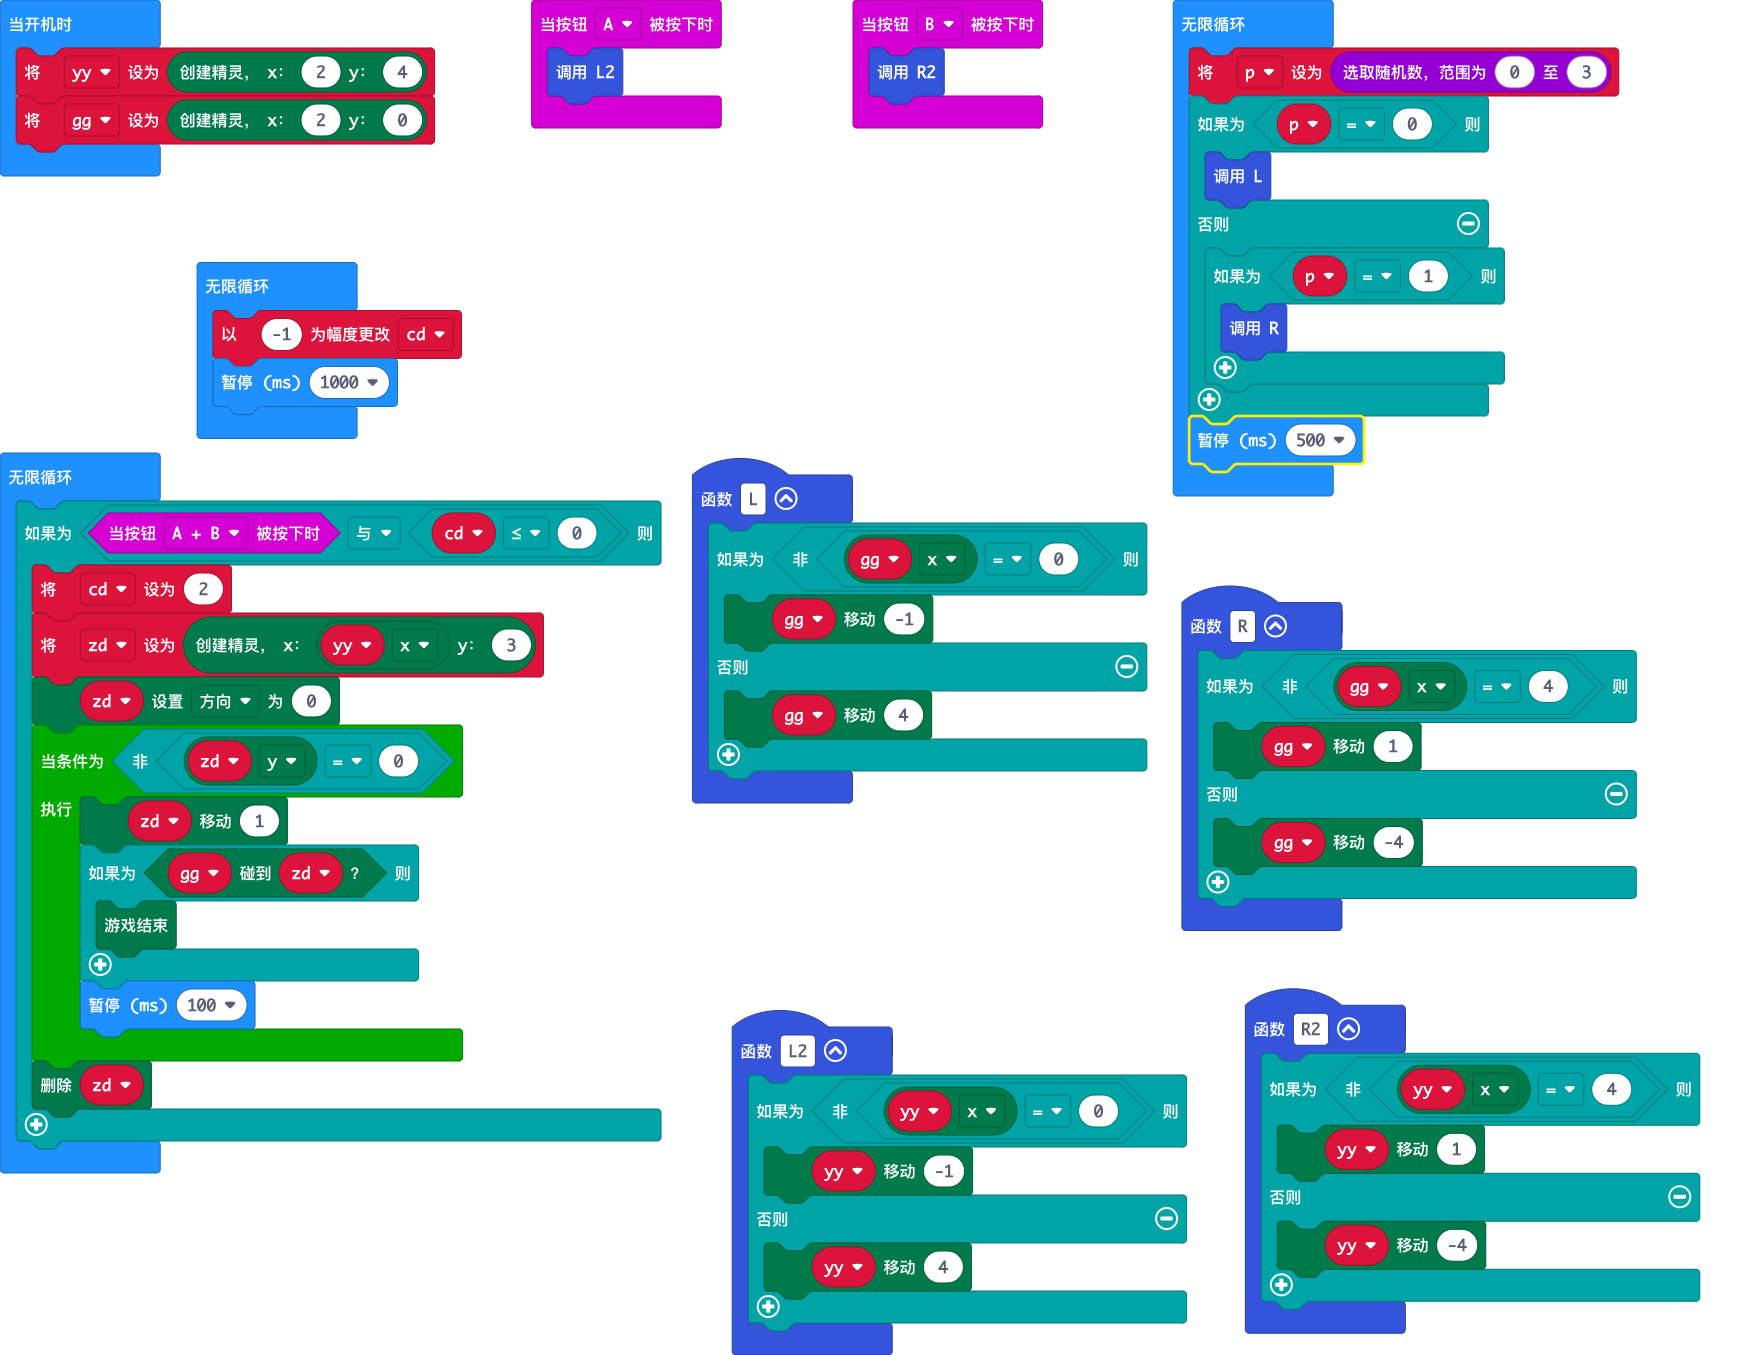 当开机时
将 yy 设为 创建精灵, x: 2 y: 4
将 gg 设为 创建精灵, x: 2 y: 0
当按钮 A 被按下时
调用 L2
当按钮 B 被按下时
调用 R2
无限循环
将 p 设为 选取随机数，范围为 0 至 3
如果为 p = 0 则
调用 L
否则
如果为 p = 1 则
调用 R
暂停 (ms) 500
无限循环
以 -1 为幅度更改 cd
暂停 (ms) 1000
无限循环
如果为 当按钮 A + B 被按下时 与 cd ≤ 0 则
将 cd 设为 2
将 zd 设为 创建精灵, x: yy x y: 3
zd 设置 方向 为 0
当条件为 非 zd y = 0
执行
zd 移动 1
如果为 gg 碰到 zd ? 则
游戏结束
暂停 (ms) 100
删除 zd
函数 L
如果为 非 gg x = 0 则
gg 移动 -1
否则
gg 移动 4
函数 R
如果为 非 gg x = 4 则
gg 移动 1
否则
gg 移动 -4
函数 L2
如果为 非 yy x = 0 则
yy 移动 -1
否则
yy 移动 4
函数 R2
如果为 非 yy x = 4 则
yy 移动 1
否则
yy 移动 -4